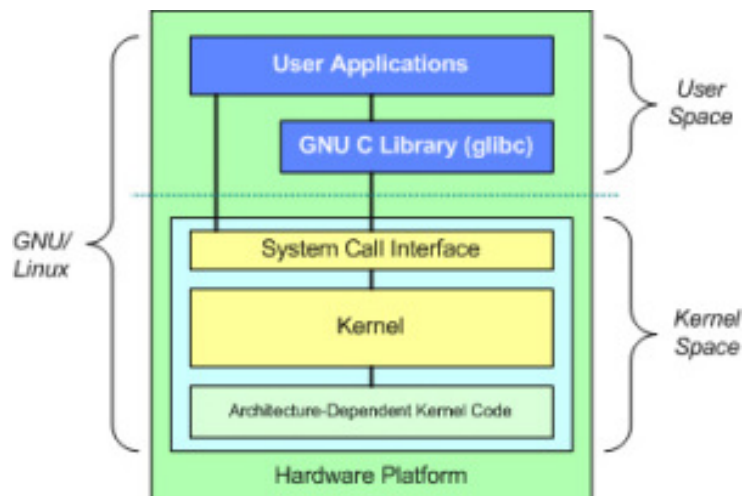 User Applications
GNU C Library (glibc)
User
Space
GNU/
Linux
System Call Interface
Kernel
Architecture-Dependent Kernel Code
Kernel
Space
Hardware Platform